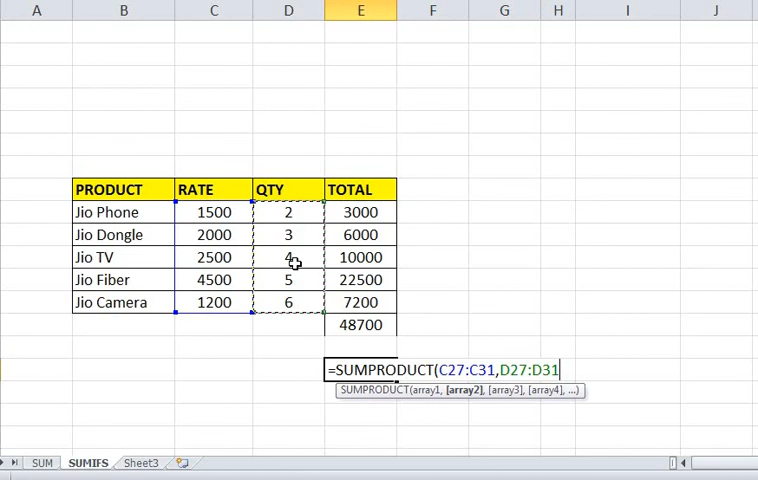 A B C D E F G H I J
PRODUCT RATE QTY TOTAL
Jio Phone 1500 2 3000
Jio Dongle 2000 3 6000
Jio TV 2500 4 10000
Jio Fiber 4500 5 22500
Jio Camera 1200 6 7200
48700
=SUMPRODUCT(C27:C31,D27:D31
SUMPRODUCT(array1, [array2], [array3], [array4], ...)
SUM SUMIFS Sheet3